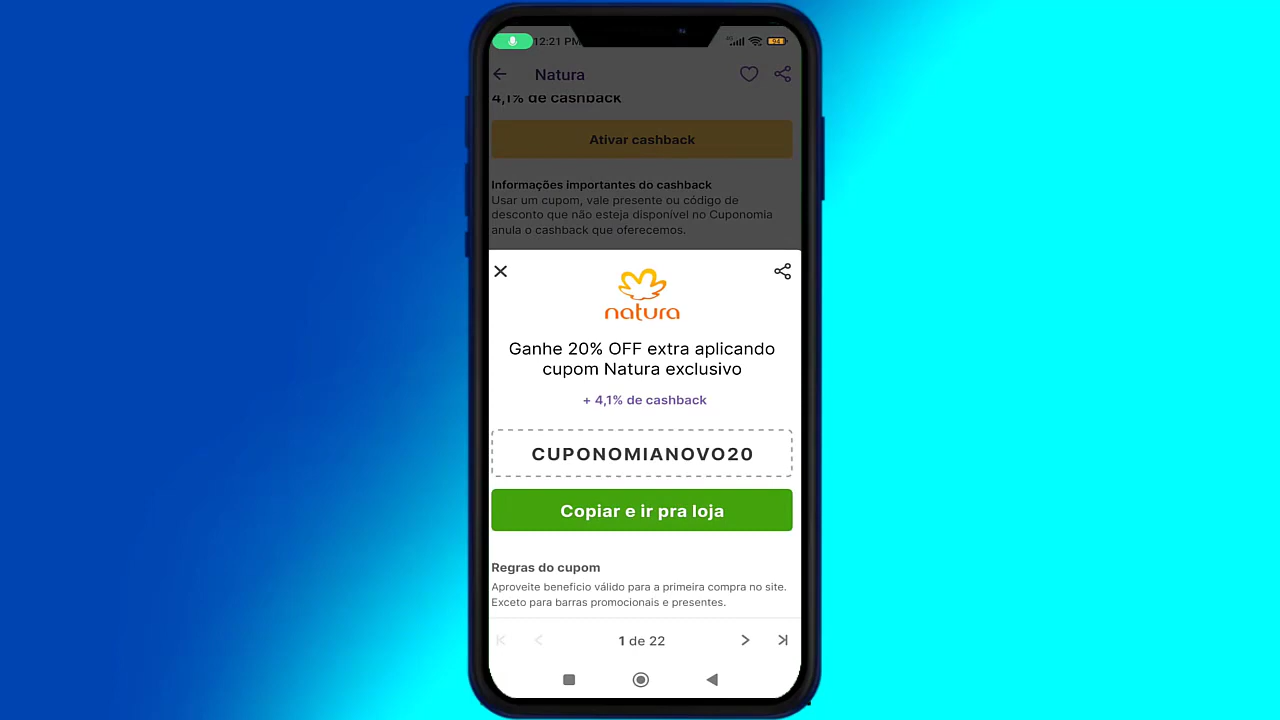 12:21 PM
94
Natura
4,1% de cashback
Ativar cashback
Informações importantes do cashback
Usar um cupom, vale presente ou código de
desconto que não esteja disponível no Cuponomia
anula o cashback que oferecemos.
natura
Ganhe 20% OFF extra aplicando
cupom Natura exclusivo
+ 4,1% de cashback
CUPONOMIANOVO20
Copiar e ir pra loja
Regras do cupom
Aproveite benefício válido para a primeira compra no site.
Exceto para barras promocionais e presentes.
1 de 22